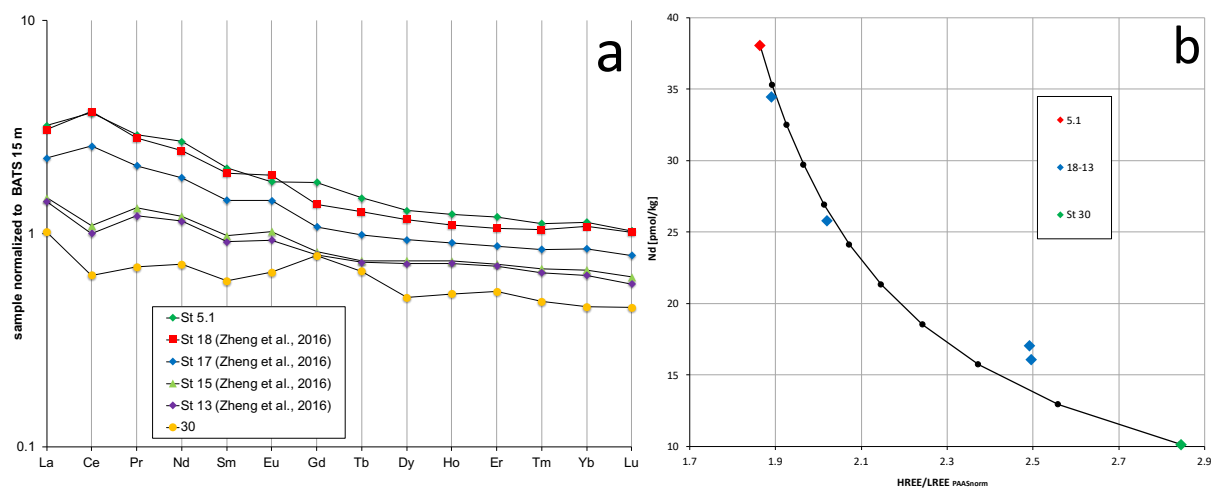 a
10
1
0.1
sample normalized to BATS 15 m
La Ce Pr Nd Sm Eu Gd Tb Dy Ho Er Tm Yb Lu
St 5.1
St 18 (Zheng et al., 2016)
St 17 (Zheng et al., 2016)
St 15 (Zheng et al., 2016)
St 13 (Zheng et al., 2016)
30
b
40
35
30
25
20
15
10
Nd [pmol/kg]
1.7 1.9 2.1 2.3 2.5 2.7 2.9
HREE/LREE PAASnorm
5.1
18-13
St 30